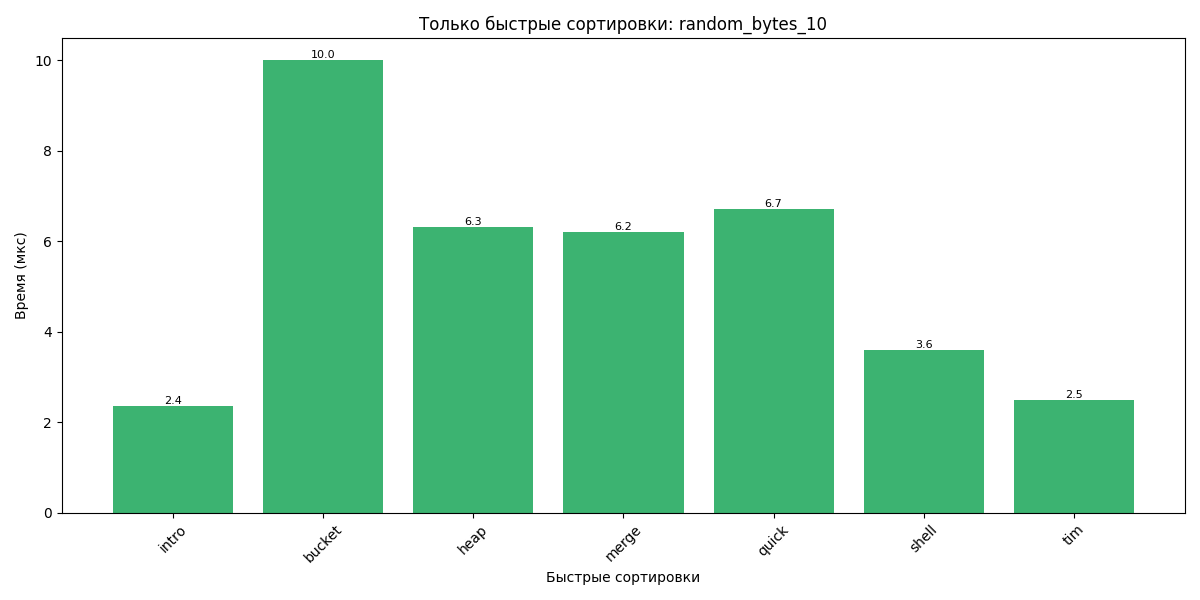 Только быстрые сортировки: random_bytes_10
Время (мкс)
10
8
6
4
2
0
2.4
10.0
6.3
6.2
6.7
3.6
2.5
intro
bucket
heap
merge
quick
shell
tim
Быстрые сортировки